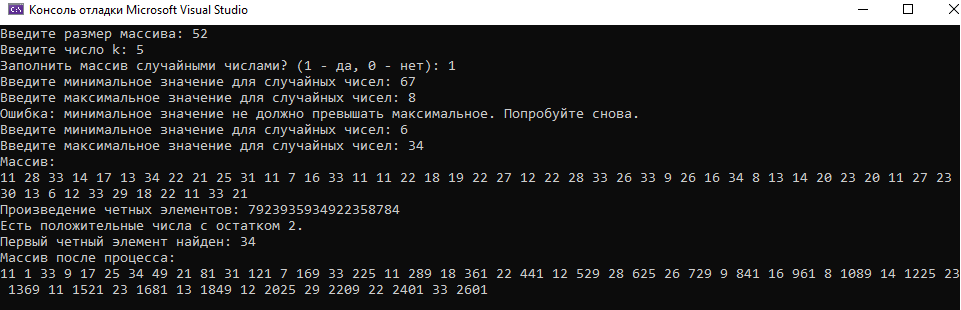 Консоль отладки Microsoft Visual Studio
Введите размер массива: 52
Введите число k: 5
Заполнить массив случайными числами? (1 - да, 0 - нет): 1
Введите минимальное значение для случайных чисел: 67
Введите максимальное значение для случайных чисел: 8
Ошибка: минимальное значение не должно превышать максимальное. Попробуйте снова.
Введите минимальное значение для случайных чисел: 6
Введите максимальное значение для случайных чисел: 34
Массив:
11 28 33 14 17 13 34 22 21 25 31 11 7 16 33 11 11 22 18 19 22 27 12 22 28 33 26 33 9 26 16 34 8 13 14 20 23 20 11 27 23
30 13 6 12 33 29 18 22 11 33 21
Произведение четных элементов: 7923935934922358784
Есть положительные числа с остатком 2.
Первый четный элемент найден: 34
Массив после процесса:
11 1 33 9 17 25 34 49 21 81 31 121 7 169 33 225 11 289 18 361 22 441 12 529 28 625 26 729 9 841 16 961 8 1089 14 1225 23
1369 11 1521 23 1681 13 1849 12 2025 29 2209 22 2401 33 2601